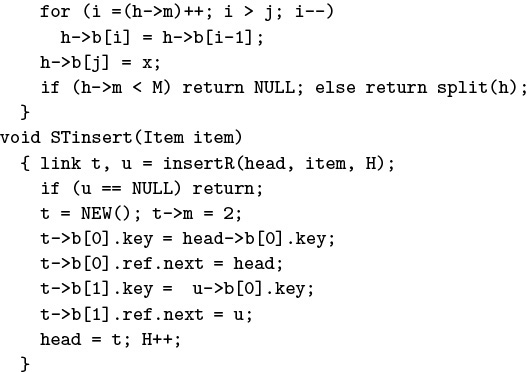 for (i =(h->m)++; i > j; i--)
h->b[i] = h->b[i-1];
h->b[j] = x;
if (h->m < M) return NULL; else return split(h);
}
void STinsert(Item item)
{ link t, u = insertR(head, item, H);
if (u == NULL) return;
t = NEW(); t->m = 2;
t->b[0].key = head->b[0].key;
t->b[0].ref.next = head;
t->b[1].key =  u->b[0].key;
t->b[1].ref.next = u;
head = t; H++;
}